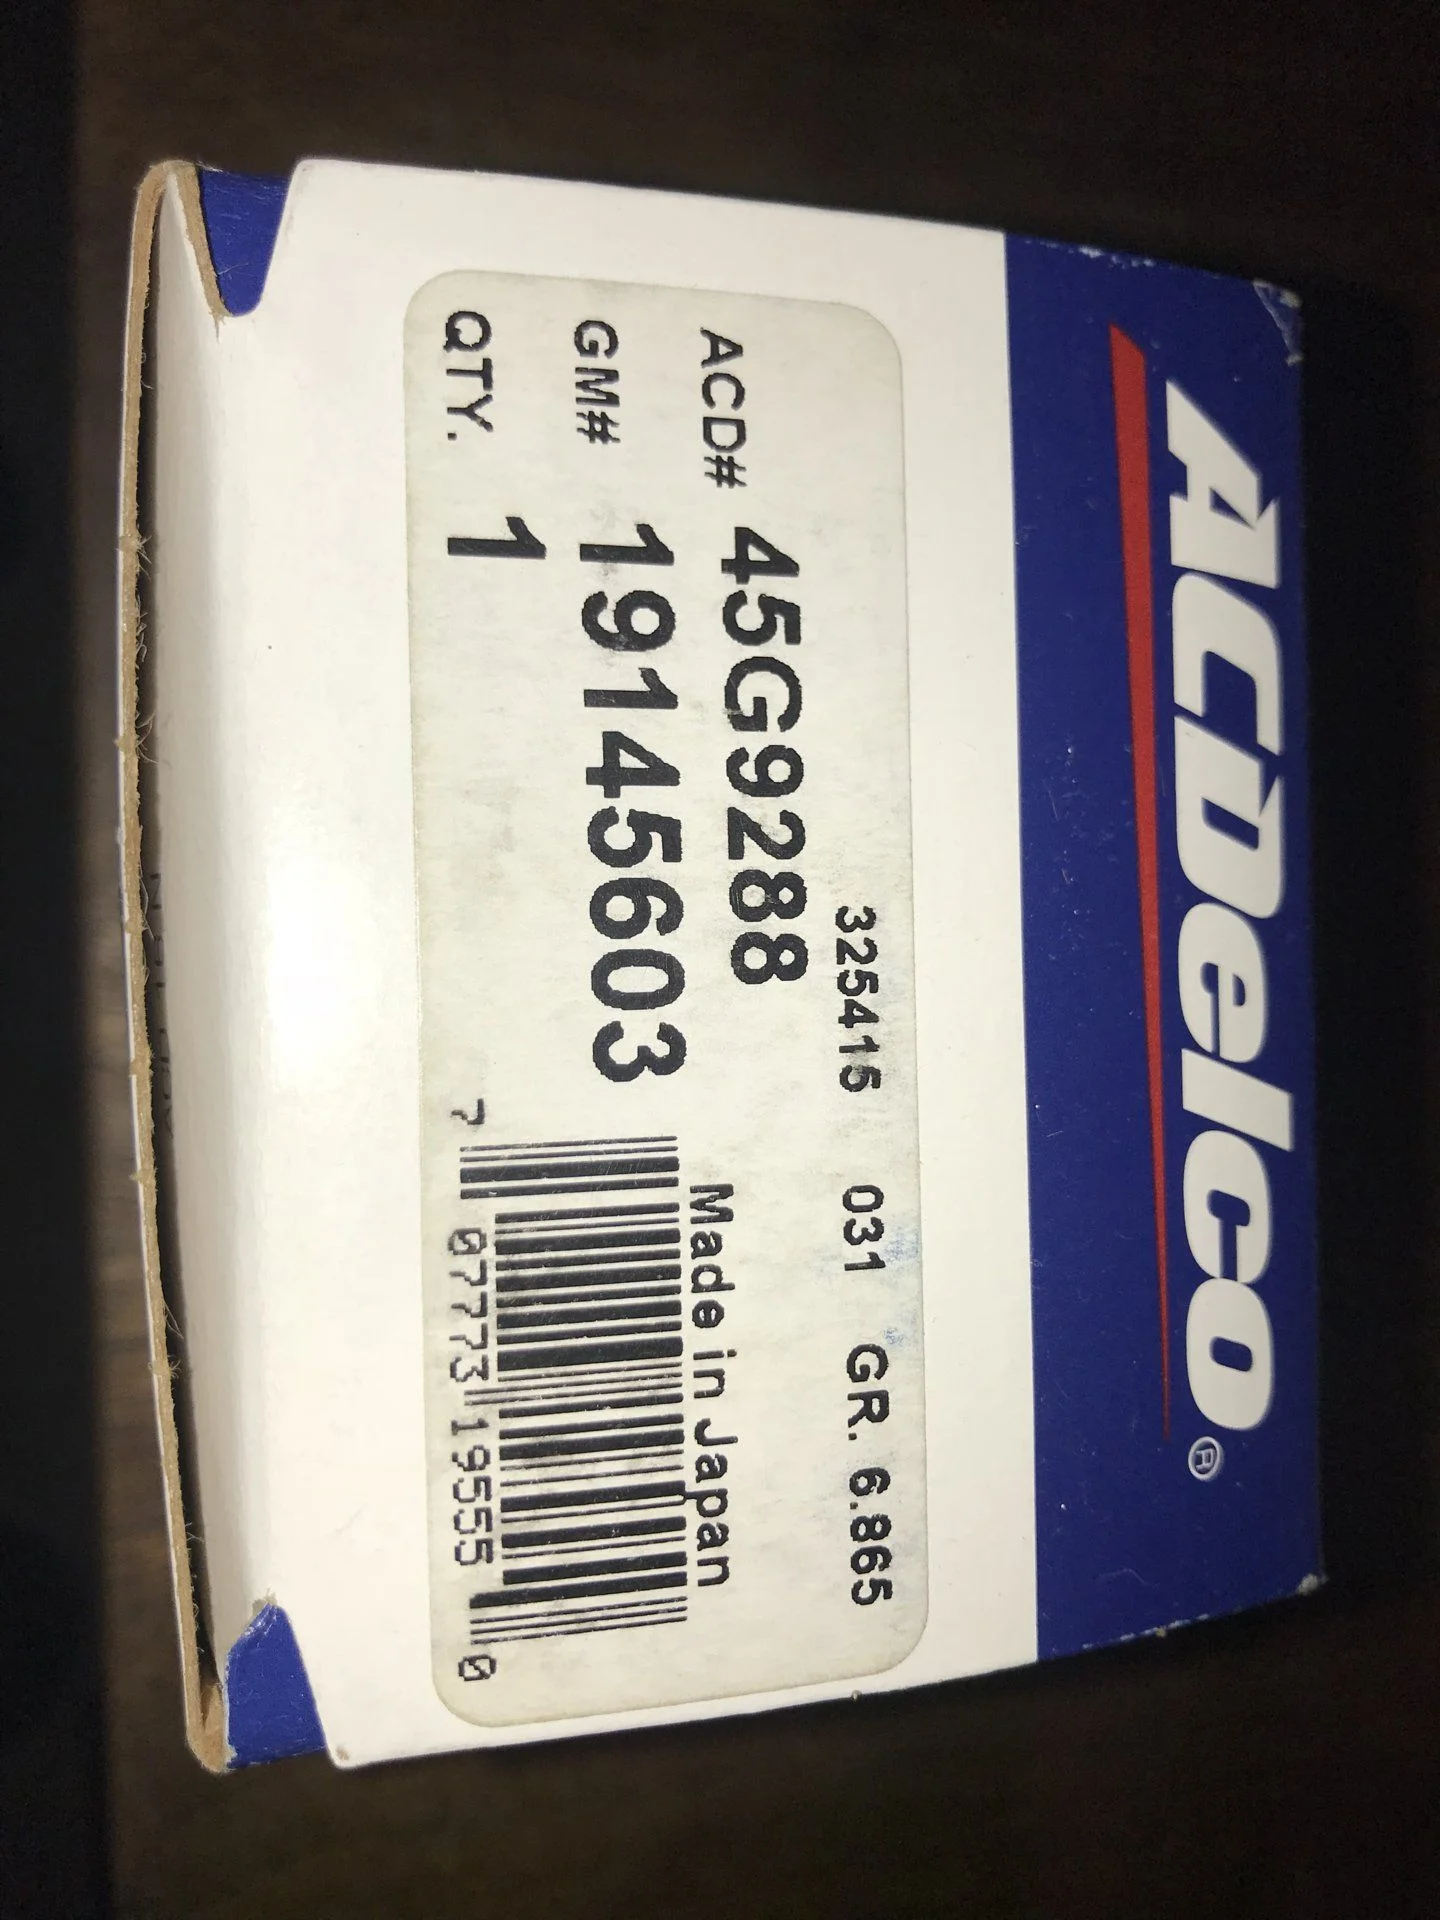 ACDelco®
325415 031 GR. 6.865
ACD# 45G9288
Made in Japan
GM# 19145603
QTY. 1
7 07773 19555 0